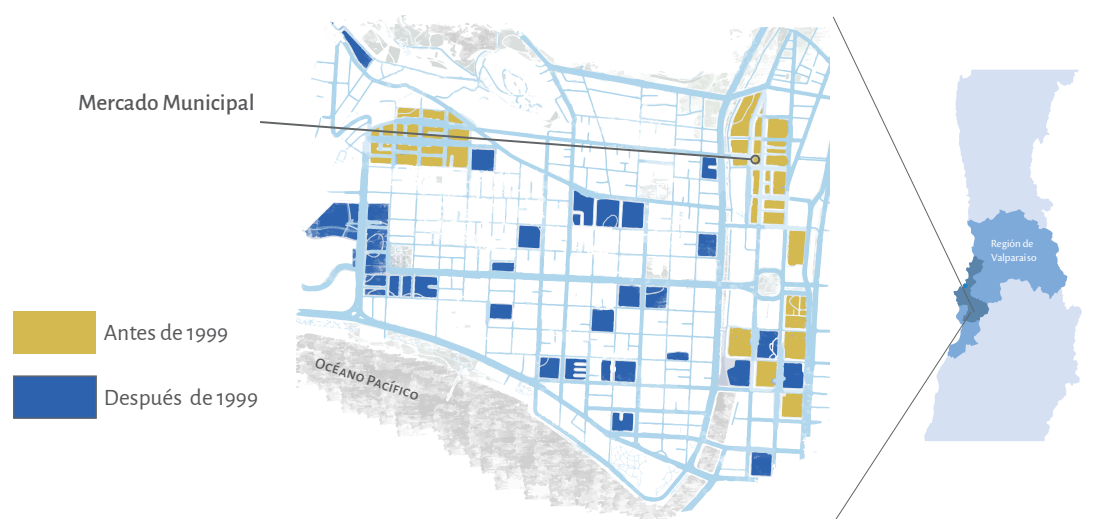 Mercado Municipal
Región de
Valparaíso
Antes de 1999
Después de 1999
Océano Pacífico